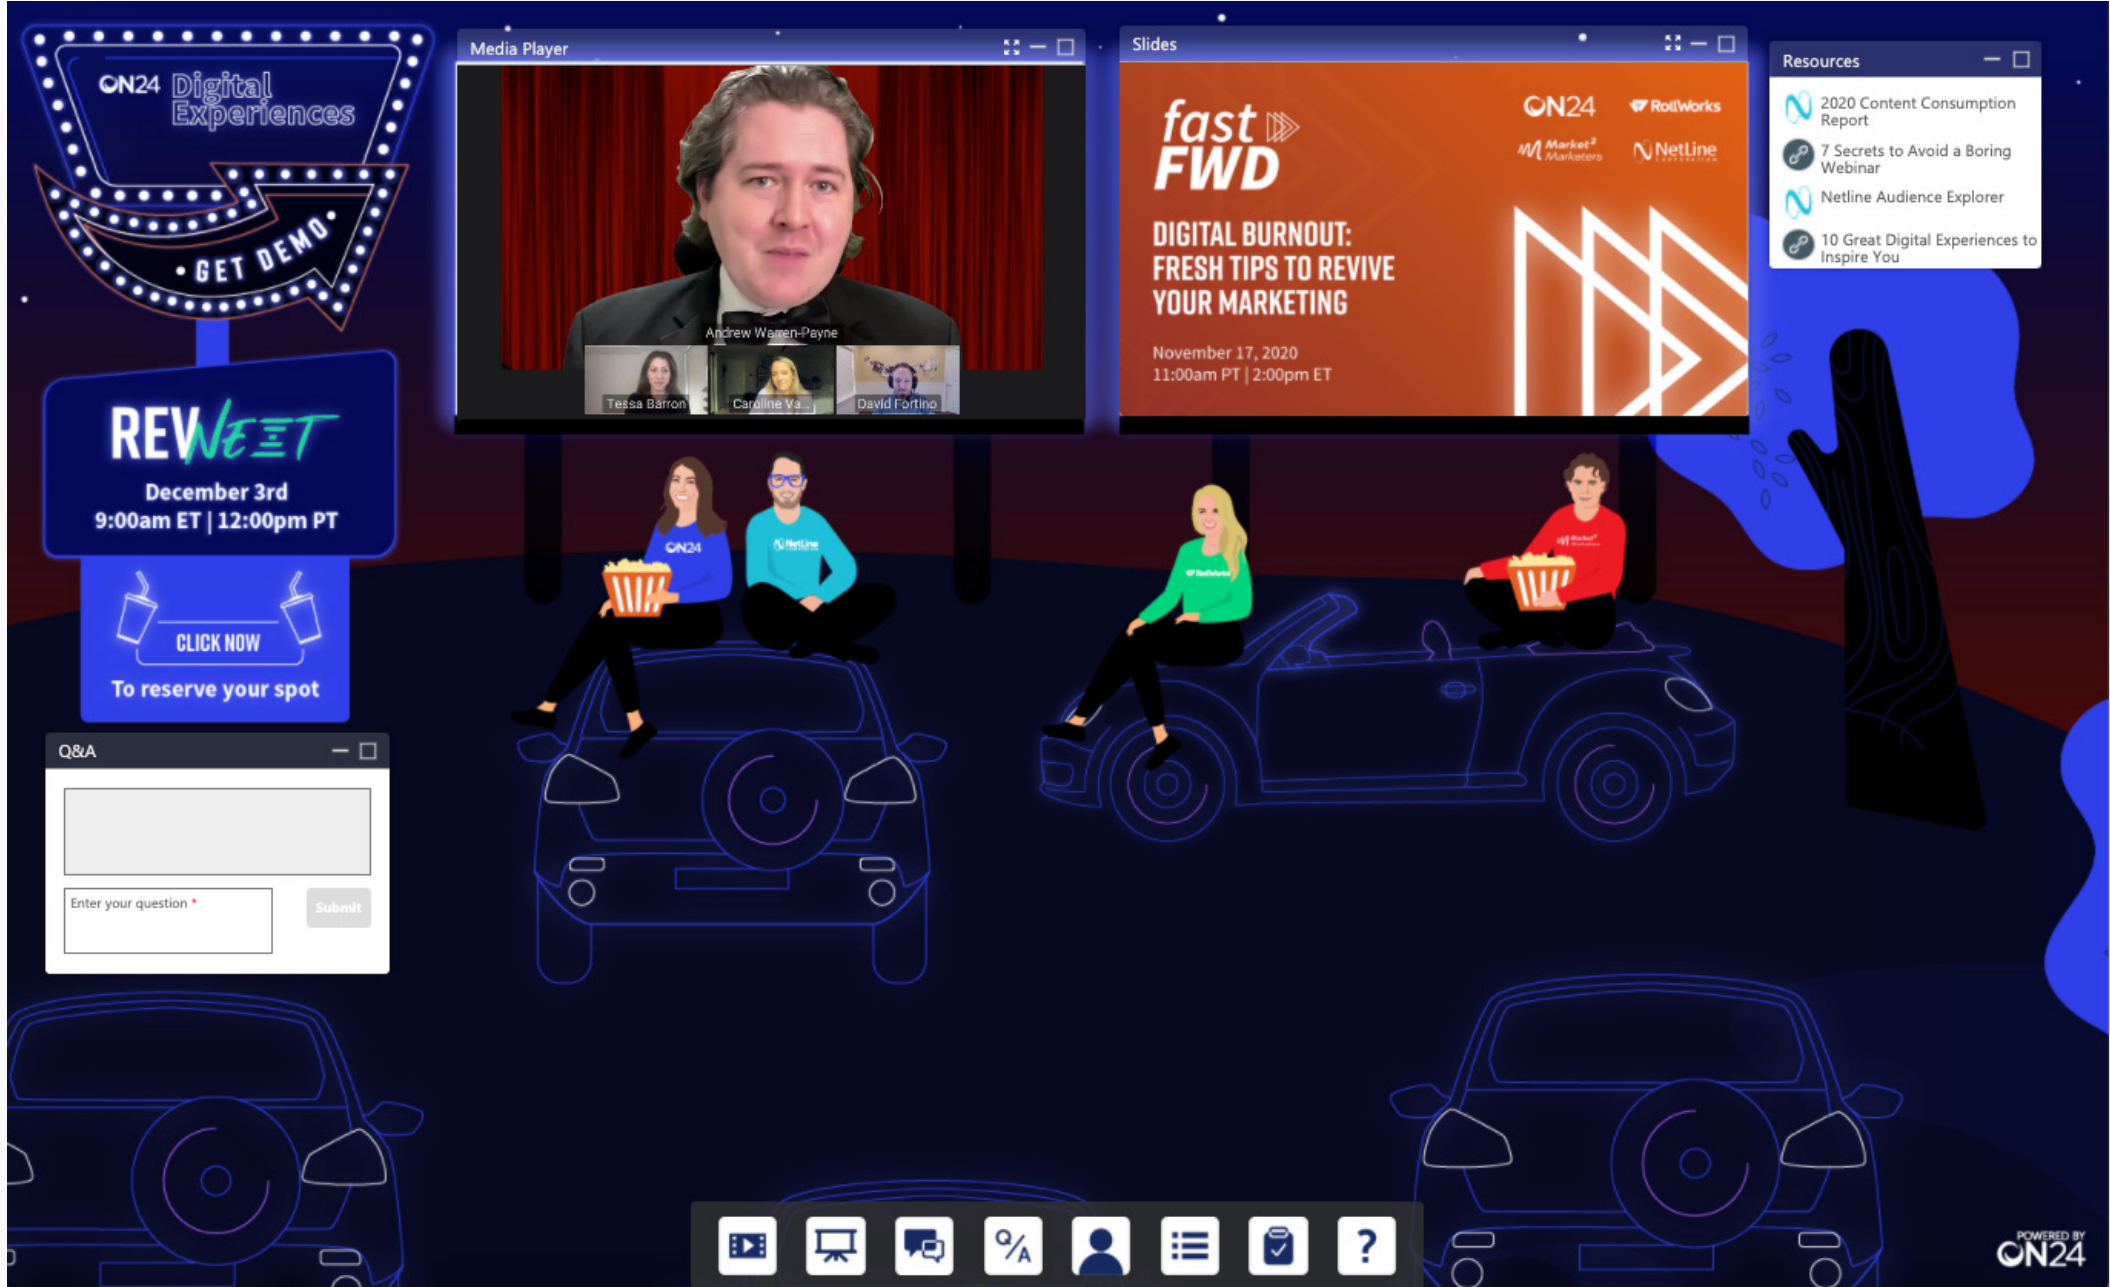 ON24 Digital
Experiences
• GET DEMO •
REVNEET
December 3rd
9:00am ET | 12:00pm PT
CLICK NOW
To reserve your spot
Q&A
Enter your question *
Submit
Media Player
Andrew Warren-Payne
Tessa Barron
Caroline Va...
David Fortino
Slides
fast
FWD
ON24
RollWorks
Market²
Marketers
NetLine
CORPORATION
DIGITAL BURNOUT:
FRESH TIPS TO REVIVE
YOUR MARKETING
November 17, 2020
11:00am PT | 2:00pm ET
Resources
2020 Content Consumption
Report
7 Secrets to Avoid a Boring
Webinar
Netline Audience Explorer
10 Great Digital Experiences to
Inspire You
ON24
NetLine
RollWorks
Market²
Q/A
?
POWERED BY
ON24